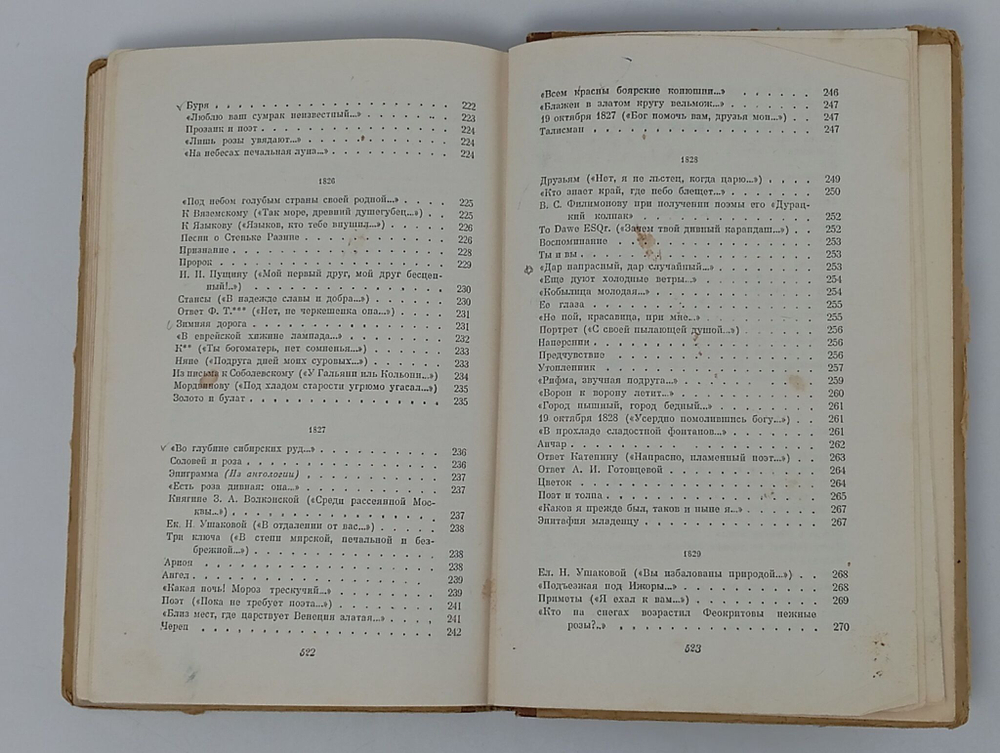 Буря . . . . . . . . . . . . . . . . . . 222
«Люблю ваш сумрак неизвестный...» . . . . . . 223
Прозаик и поэт . . . . . . . . . . . . . . 224
«Лишь розы увядают...» . . . . . . . . . . . 224
«На небесах печальная луна...» . . . . . . . . . 224
1826
«Под небом голубым страны своей родной...» . . . . 225
К Вяземскому («Так море, древний душегубец...») . . 225
К Языкову («Языков, кто тебе внушил...») . . . . . 226
Песни о Стеньке Разине . . . . . . . . . . . . 226
Признание . . . . . . . . . . . . . . . . 228
Пророк . . . . . . . . . . . . . . . . . 229
И. И. Пущину («Мой первый друг, мой друг бесцен-
ный!..») . . . . . . . . . . . . . . . 230
Стансы («В надежде славы и добра...») . . . . . . 230
Ответ Ф. Т.*** («Нет, не черкешенка она...») . . . . 231
Зимняя дорога . . . . . . . . . . . . . . . 231
«В еврейской хижине лампада...» . . . . . . . . 232
К** («Ты богоматерь, нет сомненья...») . . . . . . 233
Няне («Подруга дней моих суровых...») . . . . . . 233
Из письма к Соболевскому («У Гальяни иль Кольони...») 234
Мордвинову («Под хладом старости угрюмо угасал...») 235
Золото и булат . . . . . . . . . . . . . . 235
1827
«Во глубине сибирских руд...» . . . . . . . . . . 236
Соловей и роза . . . . . . . . . . . . . . . 236
Эпиграмма (Из антологии) . . . . . . . . . . . 237
«Есть роза дивная: она...» . . . . . . . . . . . 237
Княгине З. А. Волконской («Среди рассеянной Мос-
квы...») . . . . . . . . . . . . . . . . 237
Ек. Н. Ушаковой («В отдалении от вас...») . . . . . 238
Три ключа («В степи мирской, печальной и без-
брежной...») . . . . . . . . . . . . . . 238
Арион . . . . . . . . . . . . . . . . . . 238
Ангел . . . . . . . . . . . . . . . . . . 239
«Какая ночь! Мороз трескучий...» . . . . . . . . 239
Поэт («Пока не требует поэта...») . . . . . . . . 241
«Близ мест, где царствует Венеция златая...» . . . . 241
Череп . . . . . . . . . . . . . . . . . . 242
522
«Всем красны боярские конюшни...» . . . . . . 246
«Блажен в златом кругу вельмож...» . . . . . . 247
19 октября 1827 («Бог помочь вам, друзья мои...») . . 247
Талисман . . . . . . . . . . . . . . . . 247
1828
Друзьям («Нет, я не льстец, когда царю...») . . . . 249
«Кто знает край, где небо блещет...» . . . . . . 250
В. С. Филимонову при получении поэмы его «Дурац-
кий колпак» . . . . . . . . . . . . . . 252
To Dawe ESQr. («Зачем твой дивный карандаш...») . . 252
Воспоминание . . . . . . . . . . . . . . . 253
Ты и вы . . . . . . . . . . . . . . . . . 253
«Дар напрасный, дар случайный...» . . . . . . . 253
«Еще дуют холодные ветры...» . . . . . . . . . 254
«Кобылица молодая...» . . . . . . . . . . . . 254
Ее глаза . . . . . . . . . . . . . . . . . 255
«Не пой, красавица, при мне...» . . . . . . . . . 255
Портрет («С своей пылающей душой...») . . . . . . 256
Наперсник . . . . . . . . . . . . . . . . 256
Предчувствие . . . . . . . . . . . . . . . 256
Утопленник . . . . . . . . . . . . . . . . 257
«Рифма, звучная подруга...» . . . . . . . . . . 259
«Ворон к ворону летит...» . . . . . . . . . . . 260
«Город пышный, город бедный...» . . . . . . . . 261
19 октября 1828 («Усердно помолившись богу...») . . 261
«В прохладе сладостной фонтанов...» . . . . . . . 261
Анчар . . . . . . . . . . . . . . . . . . 262
Ответ Катенину («Напрасно, пламенный поэт...») . . 263
Ответ А. И. Готовцевой . . . . . . . . . . . . 264
Цветок . . . . . . . . . . . . . . . . . . 264
Поэт и толпа . . . . . . . . . . . . . . . . 265
«Каков я прежде был, таков и ныне я...» . . . . . . 267
Эпитафия младенцу . . . . . . . . . . . . . 267
1829
Ел. Н. Ушаковой («Вы избалованы природой...») . . 268
«Подъезжая под Ижоры...» . . . . . . . . . . 268
Приметы («Я ехал к вам...») . . . . . . . . . . 269
«Кто на снегах возрастил Феокритовы нежные
розы?..» . . . . . . . . . . . . . . . 270
523